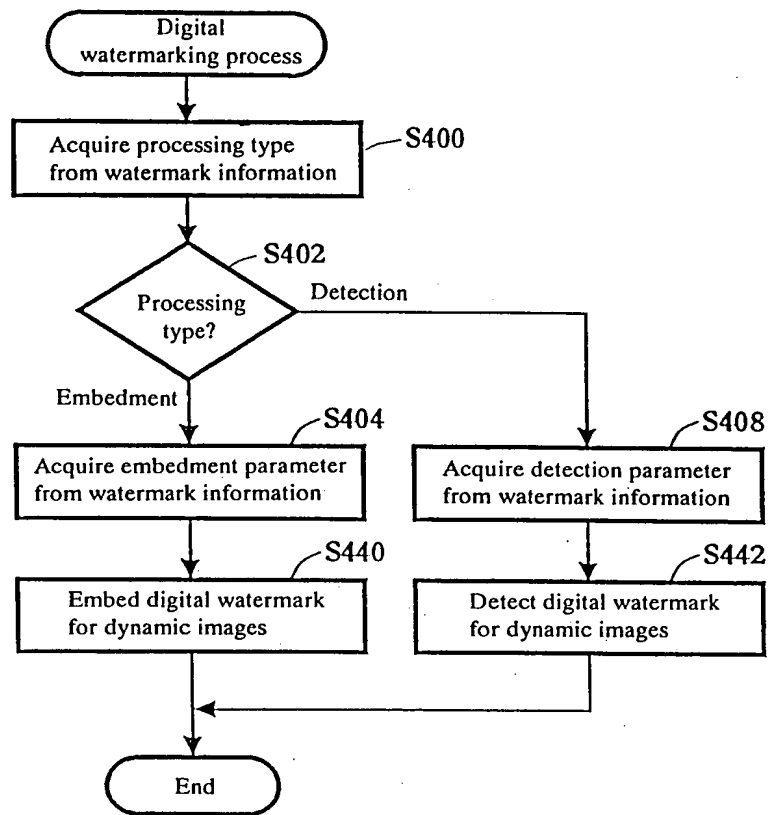 Digital
watermarking process
S400
Acquire processing type
from watermark information
S402
Processing
type?
Detection
Embedment
S404
Acquire embedment parameter
from watermark information
S408
Acquire detection parameter
from watermark information
S440
Embed digital watermark
for dynamic images
S442
Detect digital watermark
for dynamic images
End